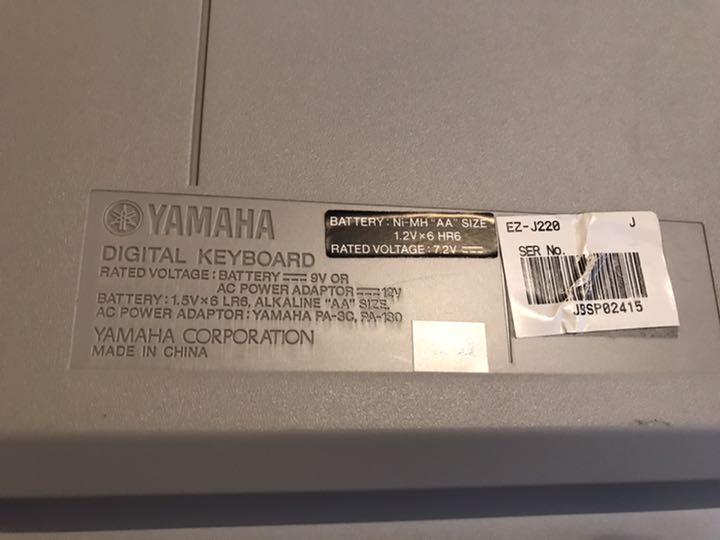 YAMAHA
DIGITAL KEYBOARD
RATED VOLTAGE : BATTERY ⎓ 9V OR
AC POWER ADAPTOR ⎓ 12V
BATTERY : 1.5V×6 LR6, ALKALINE "AA" SIZE,
AC POWER ADAPTOR : YAMAHA PA-3C, PA-130
YAMAHA CORPORATION
MADE IN CHINA
BATTERY : Ni-MH "AA" SIZE
1.2V×6 HR6
RATED VOLTAGE : 7.2V ⎓
EZ-J220 J
SER No.
JBSP02415